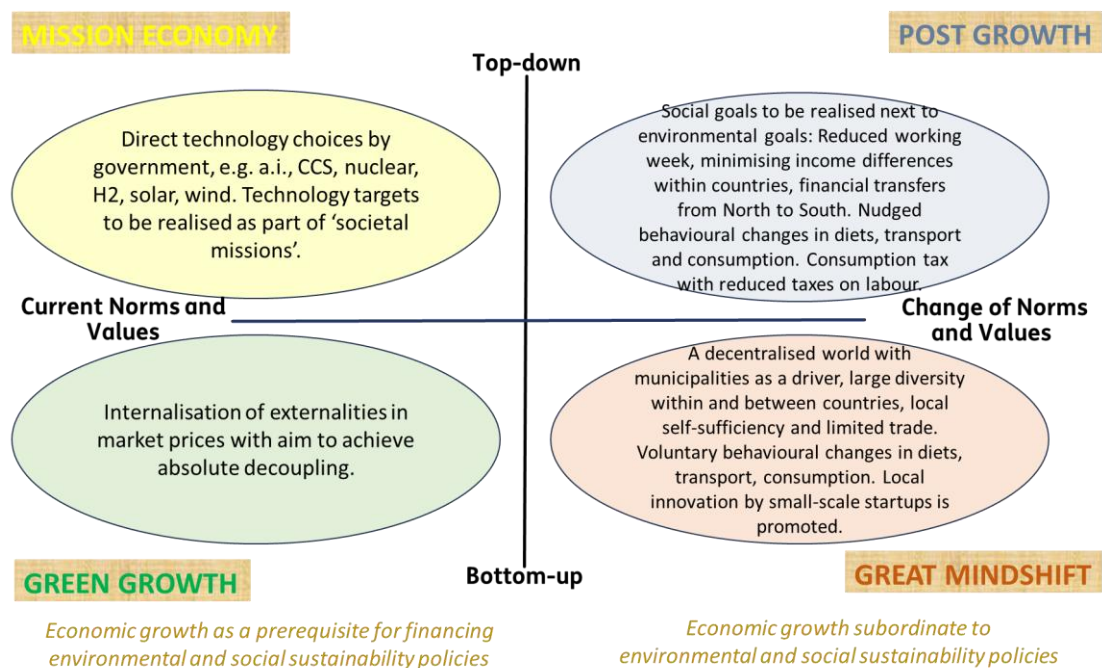 MISSION ECONOMY
POST GROWTH
Top-down
Direct technology choices by
government, e.g. a.i., CCS, nuclear,
H2, solar, wind. Technology targets
to be realised as part of ‘societal
missions’.
Social goals to be realised next to
environmental goals: Reduced working
week, minimising income differences
within countries, financial transfers
from North to South. Nudged
behavioural changes in diets, transport
and consumption. Consumption tax
with reduced taxes on labour.
Current Norms and
Values
Change of Norms
and Values
Internalisation of externalities in
market prices with aim to achieve
absolute decoupling.
A decentralised world with
municipalities as a driver, large diversity
within and between countries, local
self-sufficiency and limited trade.
Voluntary behavioural changes in diets,
transport, consumption. Local
innovation by small-scale startups is
promoted.
Bottom-up
GREEN GROWTH
GREAT MINDSHIFT
Economic growth as a prerequisite for financing
environmental and social sustainability policies
Economic growth subordinate to
environmental and social sustainability policies